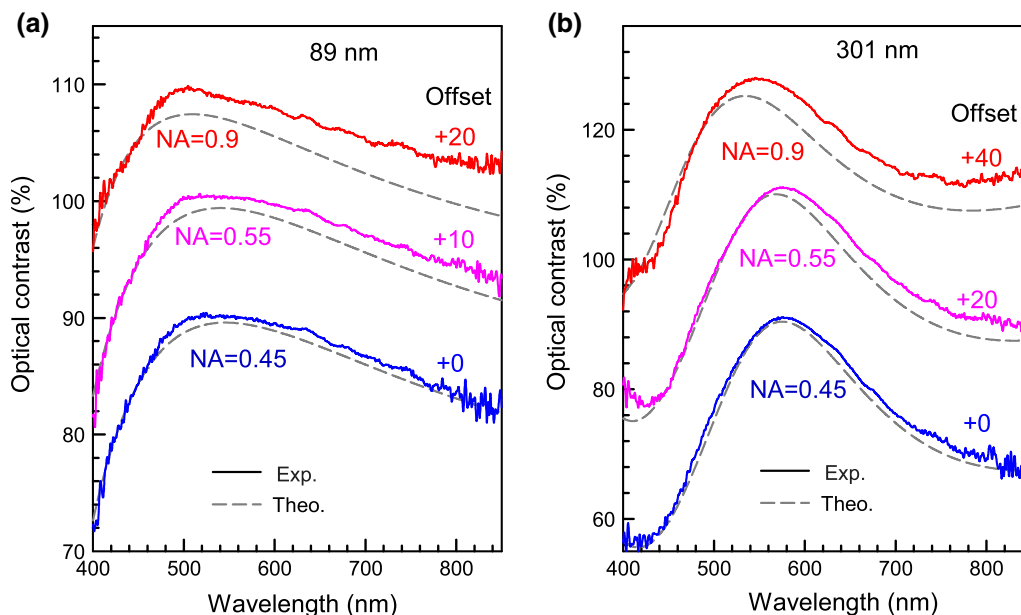 (a)
89 nm
Offset
NA=0.9
+20
NA=0.55
+10
NA=0.45
+0
Exp.
Theo.
110
100
90
80
70
Optical contrast (%)
400 500 600 700 800
Wavelength (nm)
(b)
301 nm
Offset
NA=0.9
+40
NA=0.55
+20
NA=0.45
+0
Exp.
Theo.
120
100
80
60
Optical contrast (%)
400 500 600 700 800
Wavelength (nm)